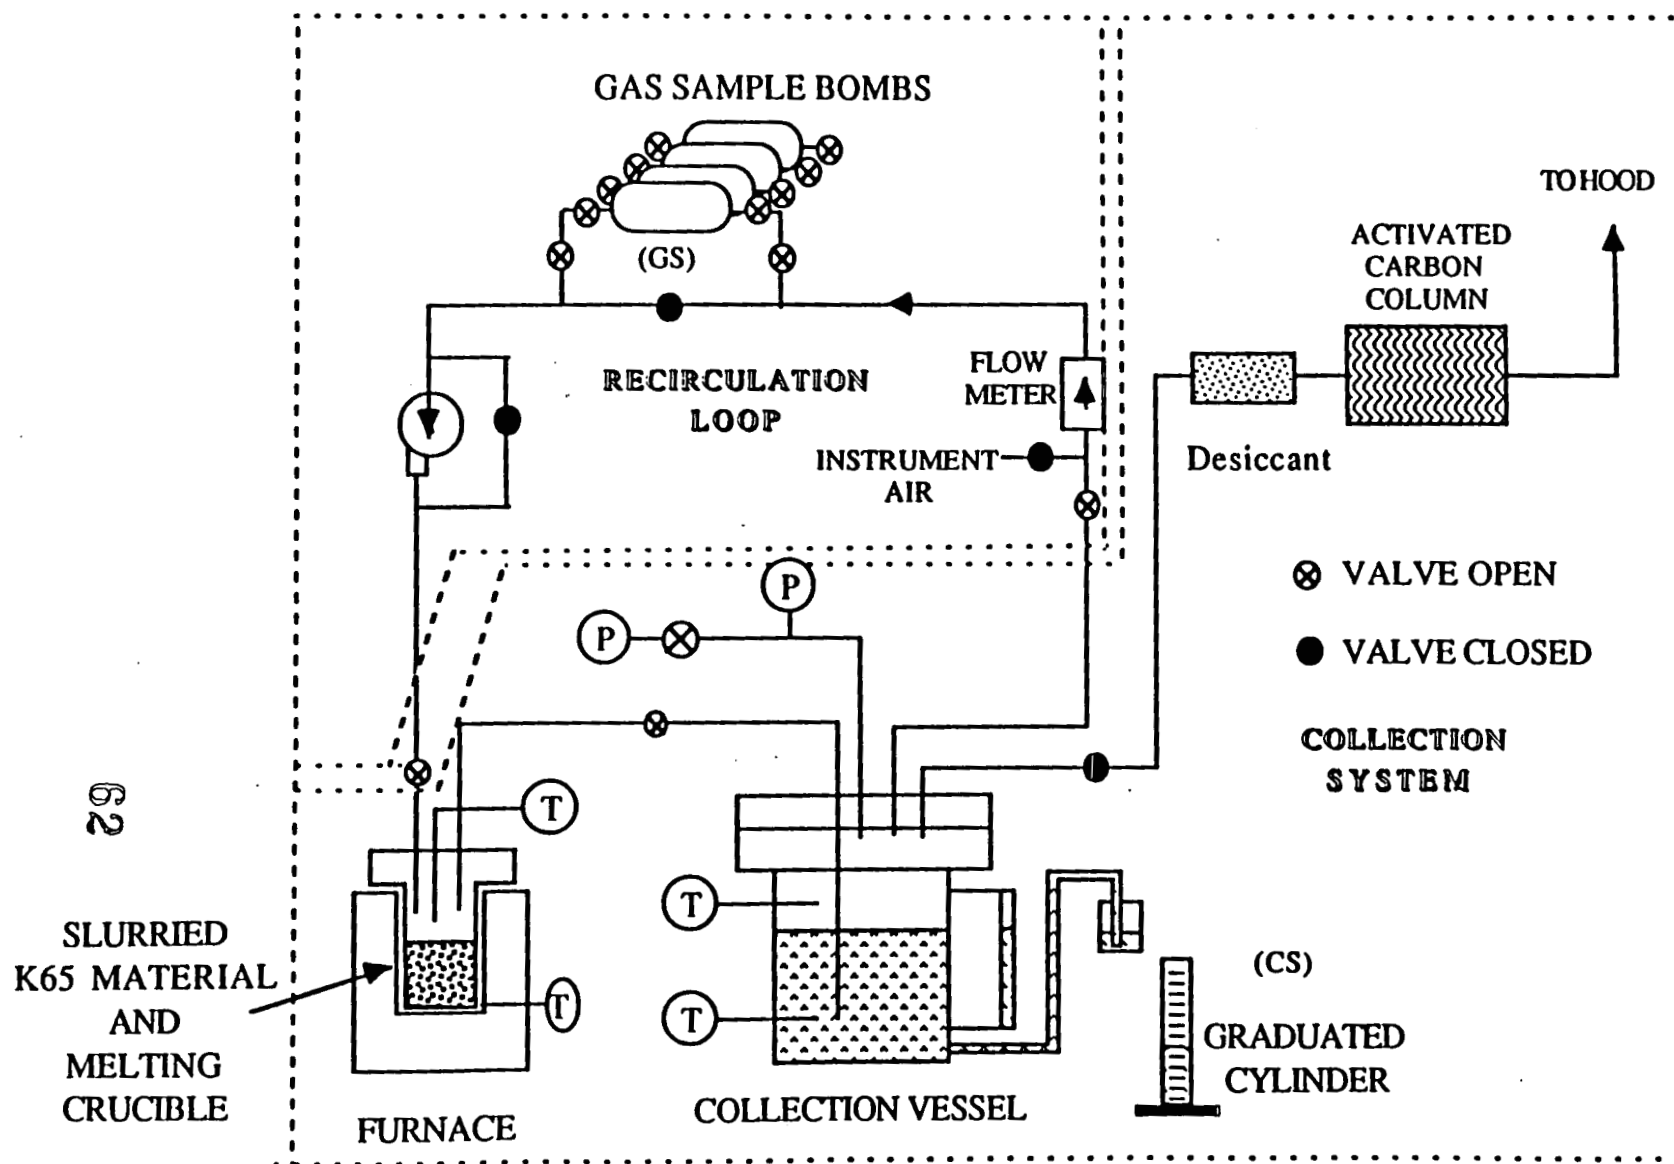 GAS SAMPLE BOMBS
(GS)
TO HOOD
ACTIVATED
CARBON
COLUMN
RECIRCULATION
LOOP
FLOW
METER
INSTRUMENT
AIR
Desiccant
VALVE OPEN
VALVE CLOSED
P
P
COLLECTION
SYSTEM
62
T
T
T
T
SLURRIED
K65 MATERIAL
AND
MELTING
CRUCIBLE
(CS)
GRADUATED
CYLINDER
COLLECTION VESSEL
FURNACE